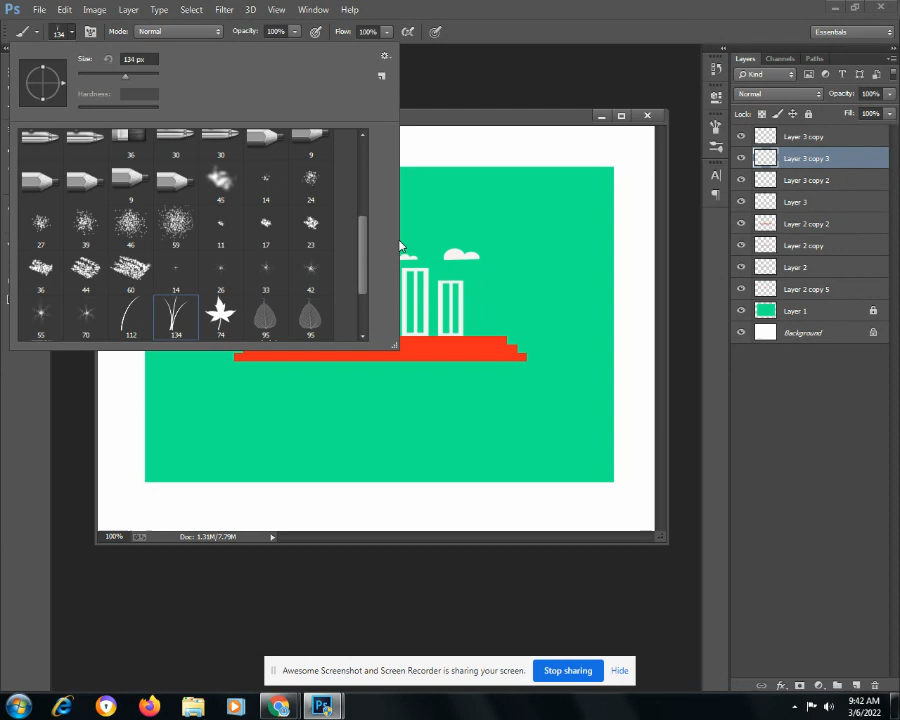 Ps File Edit Image Layer Type Select Filter 3D View Window Help
134 Mode: Normal Opacity: 100% Flow: 100% Essentials
Size: 134 px
Hardness:
36 30 30 9
9 45 14 24
27 39 46 59 11 17 23
36 44 60 14 26 33 42
55 70 112 134 74 95 95
100% Doc: 1.31M/7.79M
Layers Channels Paths
Kind
Normal Opacity: 100%
Lock: Fill: 100%
Layer 3 copy
Layer 3 copy 3
Layer 3 copy 2
Layer 3
Layer 2 copy 2
Layer 2 copy
Layer 2
Layer 2 copy 5
Layer 1
Background
Awesome Screenshot and Screen Recorder is sharing your screen. Stop sharing Hide
9:42 AM
3/6/2022